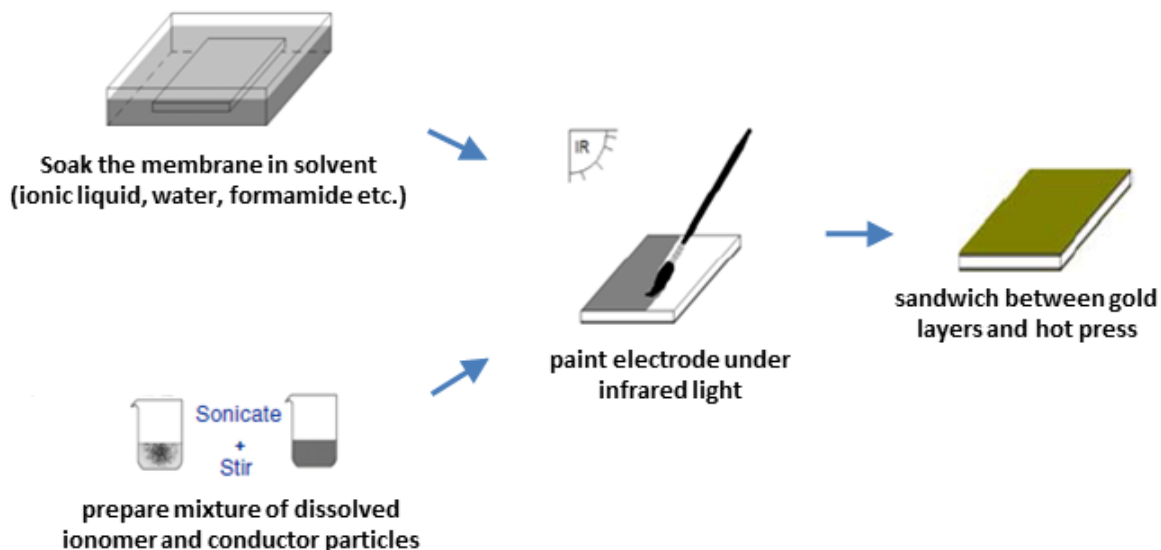 Soak the membrane in solvent
(ionic liquid, water, formamide etc.)
IR
paint electrode under
infrared light
sandwich between gold
layers and hot press
Sonicate
+
Stir
prepare mixture of dissolved
ionomer and conductor particles